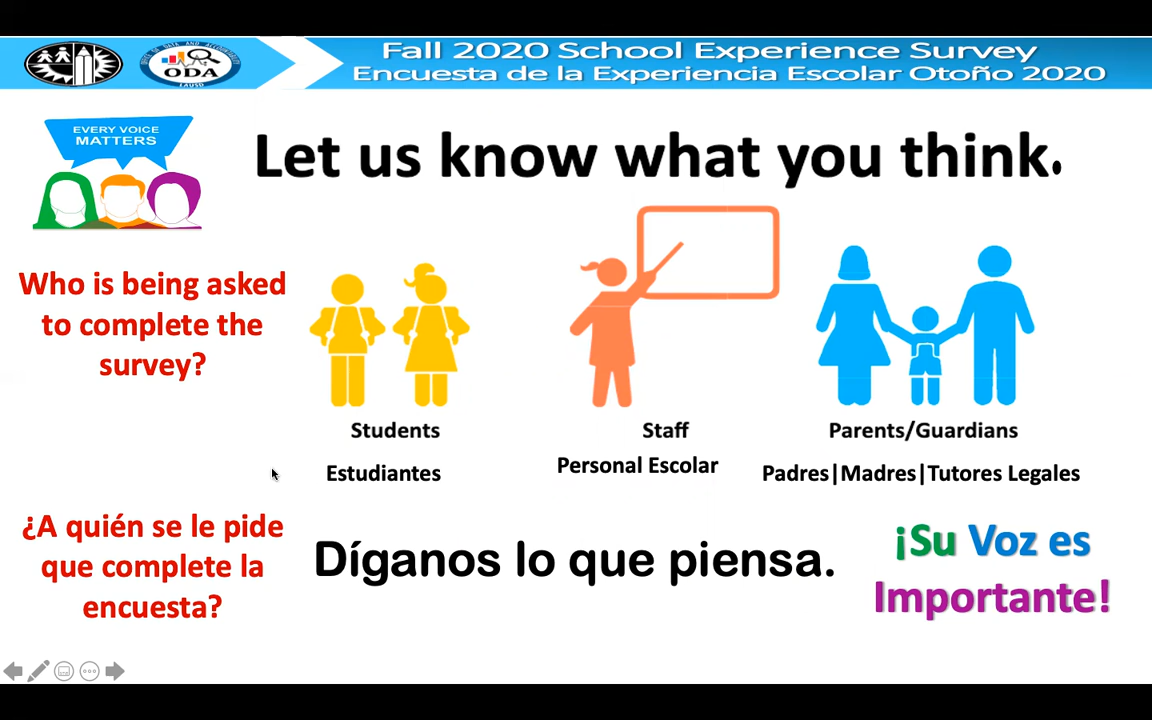 Fall 2020 School Experience Survey
Encuesta de la Experiencia Escolar Otoño 2020
ODA
LAUSD
EVERY VOICE
MATTERS
Let us know what you think.
Who is being asked
to complete the
survey?
Students
Estudiantes
Staff
Personal Escolar
Parents/Guardians
Padres|Madres|Tutores Legales
¿A quién se le pide
que complete la
encuesta?
Díganos lo que piensa.
¡Su Voz es
Importante!